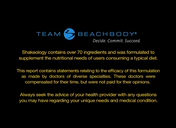 TEAM BEACHBODY®
Decide. Commit. Succeed.
Shakeology contains over 70 ingredients and was formulated to
supplement the nutritional needs of users consuming a typical diet.
This report contains statements relating to the efficacy of the formulation
as made by doctors of diverse specialties. These doctors were
compensated for their time, but were not paid for their opinions.
Always seek the advice of your health provider with any questions
you may have regarding your unique needs and medical condition.